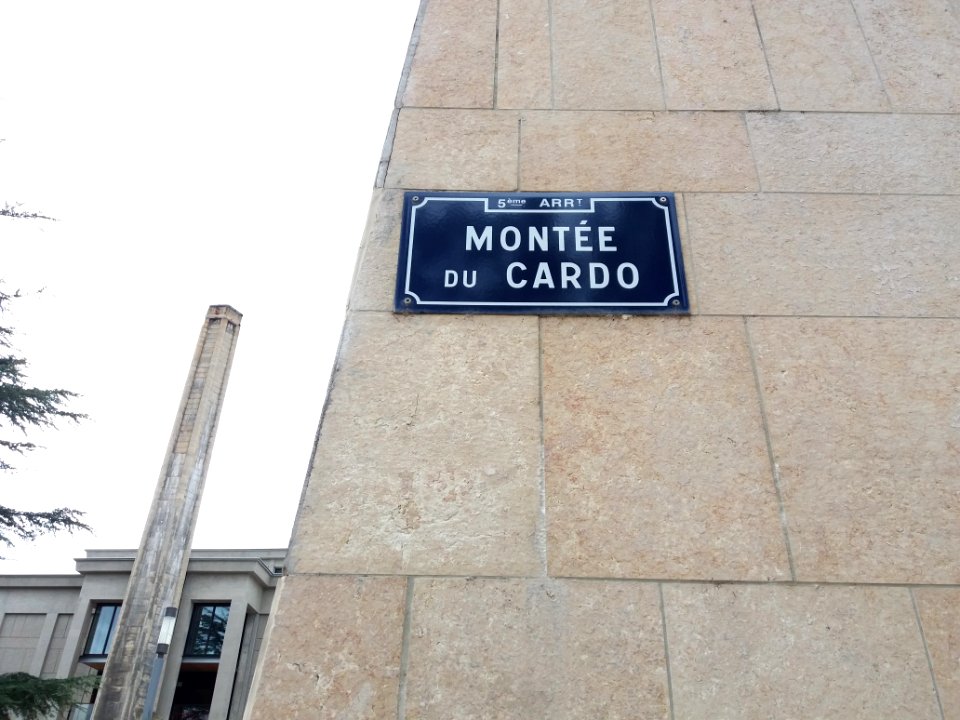 5ème ARRT
MONTÉE
DU CARDO